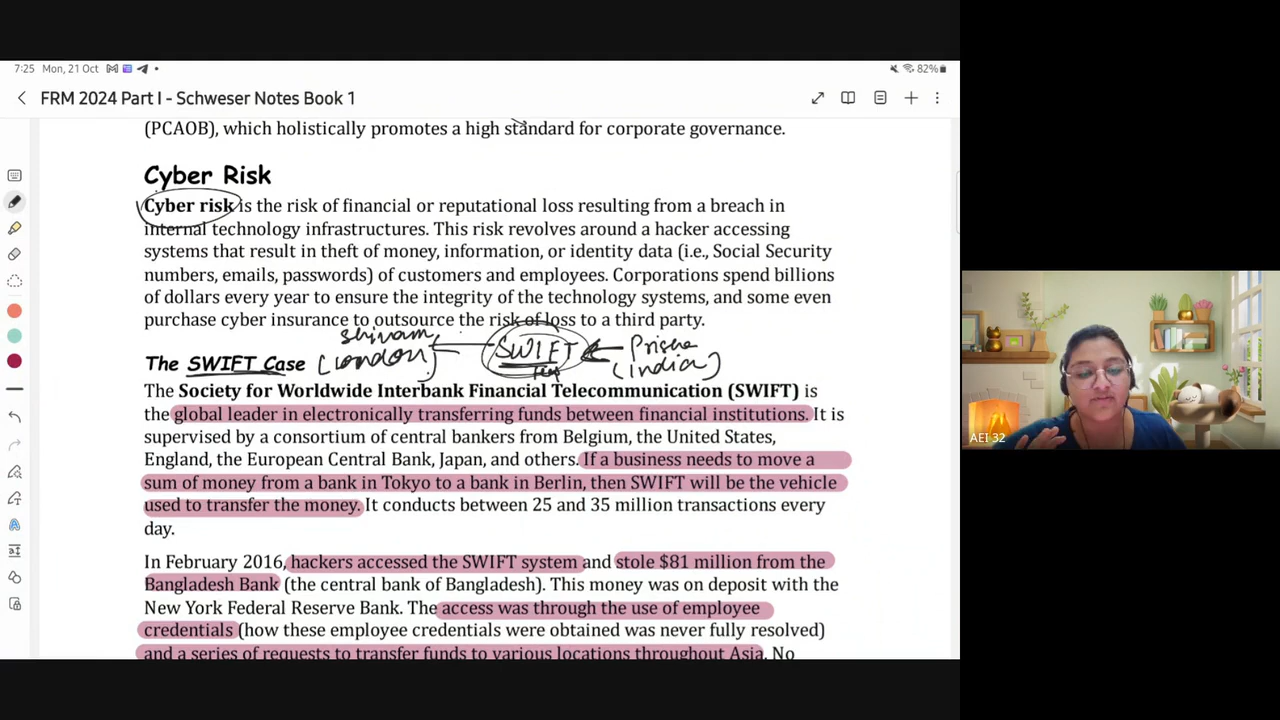 7:25 Mon, 21 Oct
82%
FRM 2024 Part I - Schweser Notes Book 1
(PCAOB), which holistically promotes a high standard for corporate governance.
Cyber Risk
Cyber risk is the risk of financial or reputational loss resulting from a breach in
internal technology infrastructures. This risk revolves around a hacker accessing
systems that result in theft of money, information, or identity data (i.e., Social Security
numbers, emails, passwords) of customers and employees. Corporations spend billions
of dollars every year to ensure the integrity of the technology systems, and some even
purchase cyber insurance to outsource the risk of loss to a third party.
Shivam
(London)
SWIFT
Prisha
(India)
The SWIFT Case
The Society for Worldwide Interbank Financial Telecommunication (SWIFT) is
the global leader in electronically transferring funds between financial institutions. It is
supervised by a consortium of central bankers from Belgium, the United States,
England, the European Central Bank, Japan, and others. If a business needs to move a
sum of money from a bank in Tokyo to a bank in Berlin, then SWIFT will be the vehicle
used to transfer the money. It conducts between 25 and 35 million transactions every
day.
In February 2016, hackers accessed the SWIFT system and stole $81 million from the
Bangladesh Bank (the central bank of Bangladesh). This money was on deposit with the
New York Federal Reserve Bank. The access was through the use of employee
credentials (how these employee credentials were obtained was never fully resolved)
and a series of requests to transfer funds to various locations throughout Asia. No
AEI 32